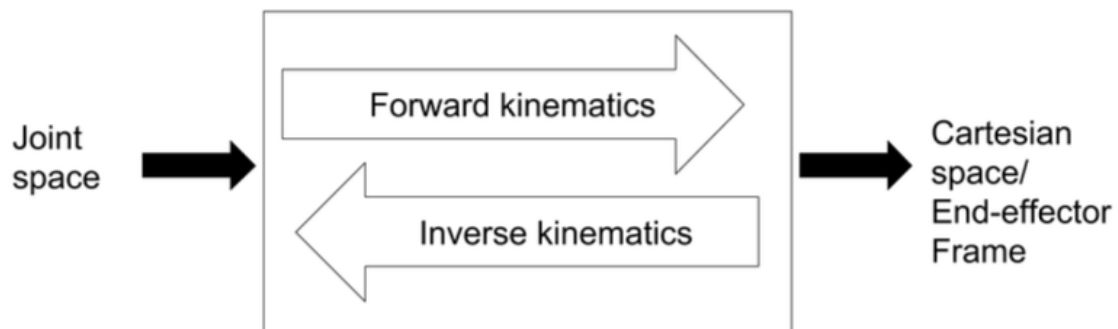 Joint
space
Forward kinematics
Inverse kinematics
Cartesian
space/
End-effector
Frame